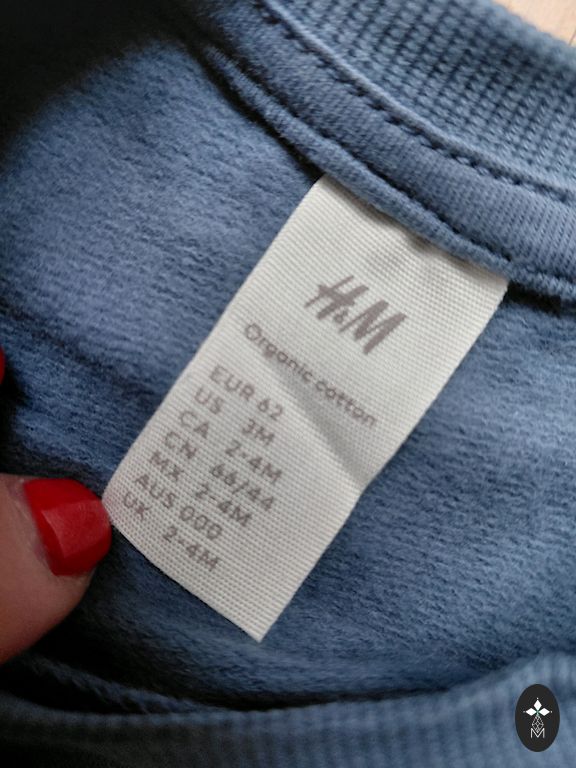 H&M
Organic cotton
EUR 62
US 3M
CA 2-4M
CN 66/44
MX 2-4M
AUS 000
UK 2-4M
M